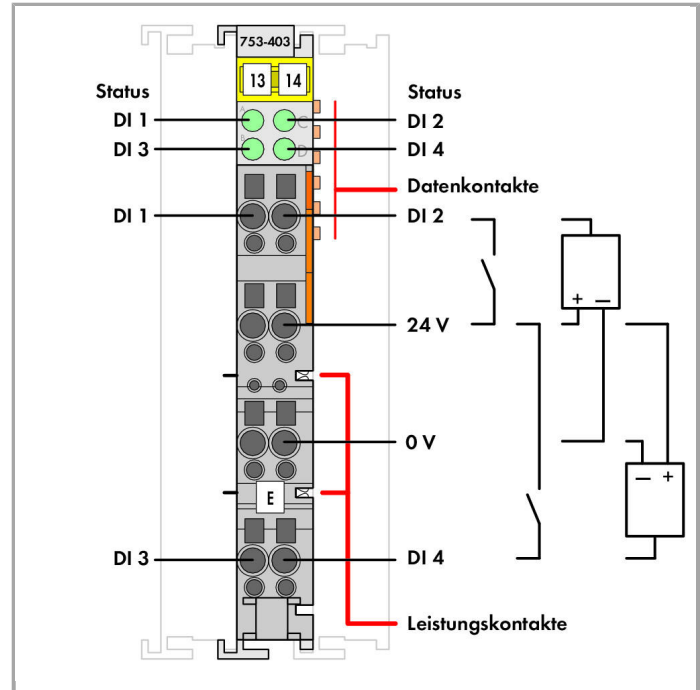 753-403
13 14
Status
Status
A
C
DI 1
DI 2
B
D
DI 3
DI 4
Datenkontakte
DI 1
DI 2
+ −
24 V
0 V
− +
E
DI 3
DI 4
Leistungskontakte